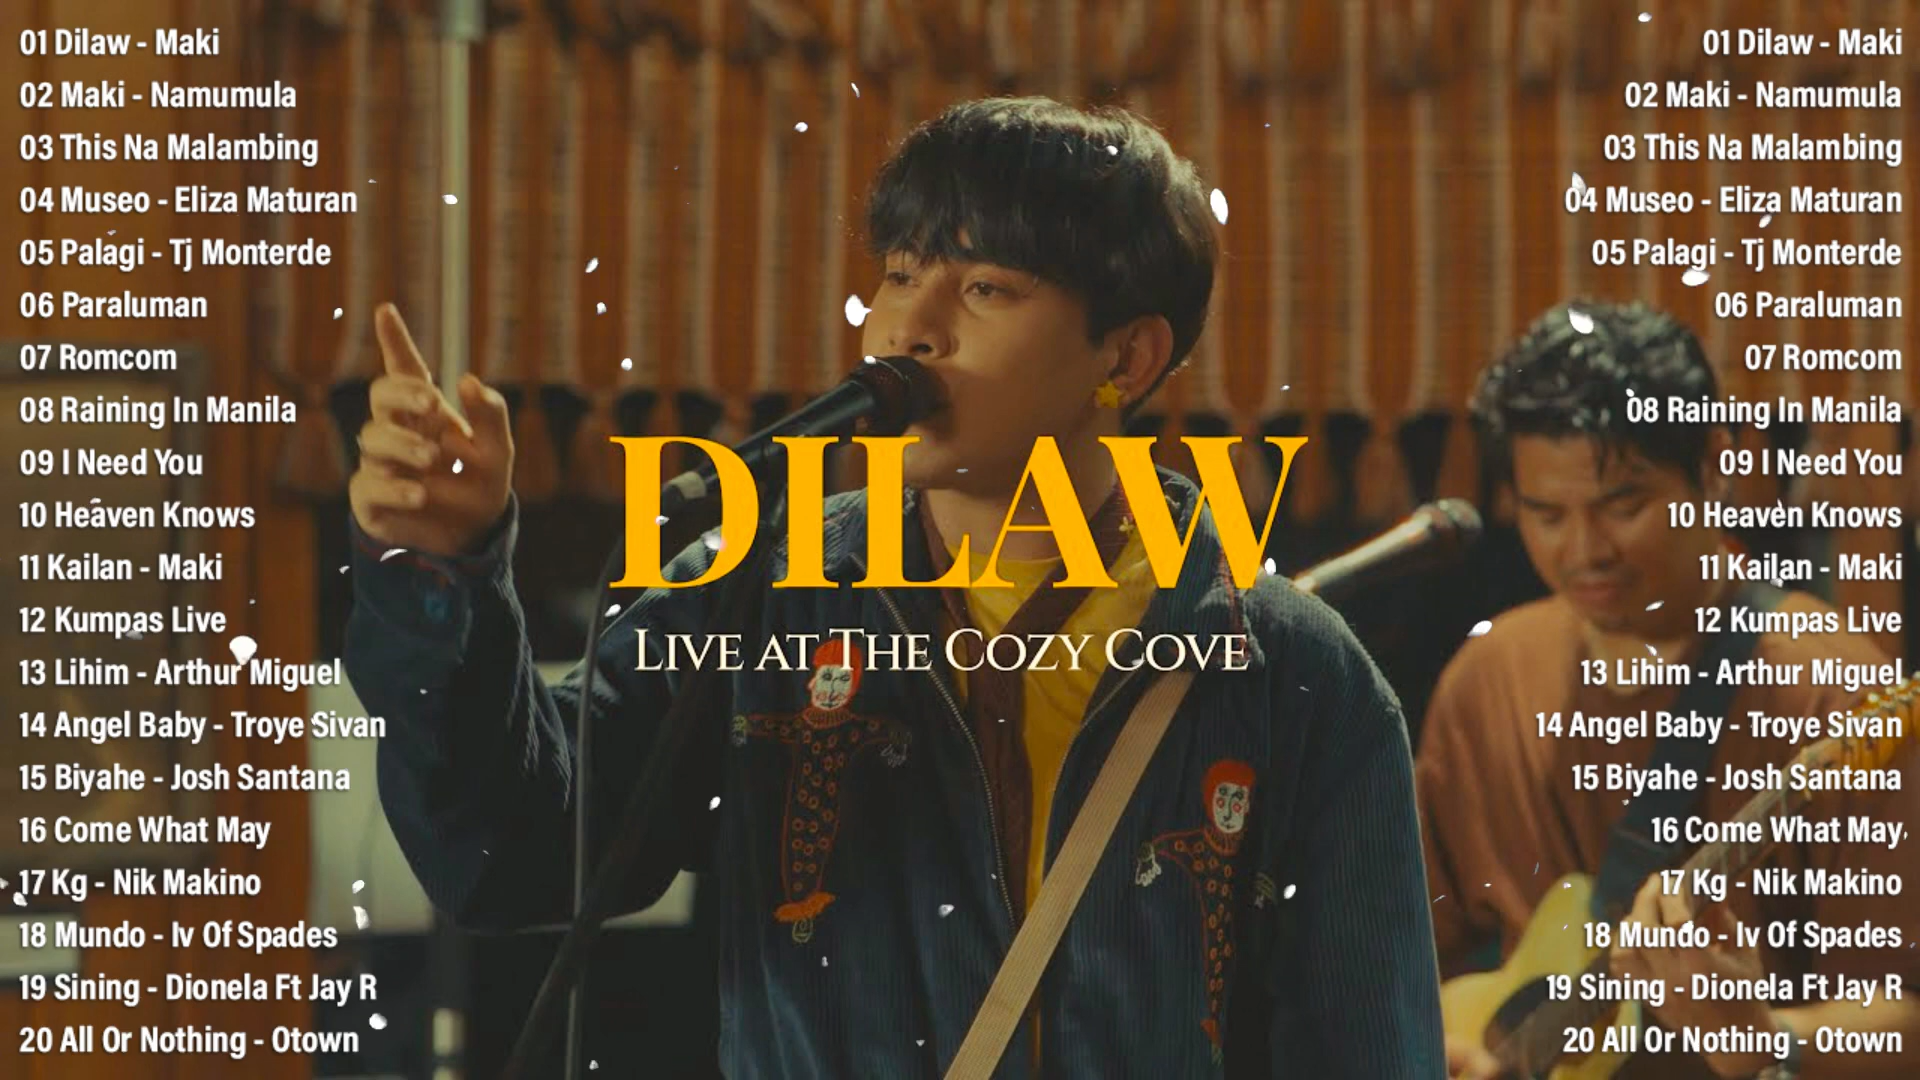 01 Dilaw - Maki
02 Maki - Namumula
03 This Na Malambing
04 Museo - Eliza Maturan
05 Palagi - Tj Monterde
06 Paraluman
07 Romcom
08 Raining In Manila
09 I Need You
10 Heaven Knows
11 Kailan - Maki
12 Kumpas Live
13 Lihim - Arthur Miguel
14 Angel Baby - Troye Sivan
15 Biyahe - Josh Santana
16 Come What May
17 Kg - Nik Makino
18 Mundo - Iv Of Spades
19 Sining - Dionela Ft Jay R
20 All Or Nothing - Otown
DILAW
LIVE AT THE COZY COVE
01 Dilaw - Maki
02 Maki - Namumula
03 This Na Malambing
04 Museo - Eliza Maturan
05 Palagi - Tj Monterde
06 Paraluman
07 Romcom
08 Raining In Manila
09 I Need You
10 Heaven Knows
11 Kailan - Maki
12 Kumpas Live
13 Lihim - Arthur Miguel
14 Angel Baby - Troye Sivan
15 Biyahe - Josh Santana
16 Come What May
17 Kg - Nik Makino
18 Mundo - Iv Of Spades
19 Sining - Dionela Ft Jay R
20 All Or Nothing - Otown